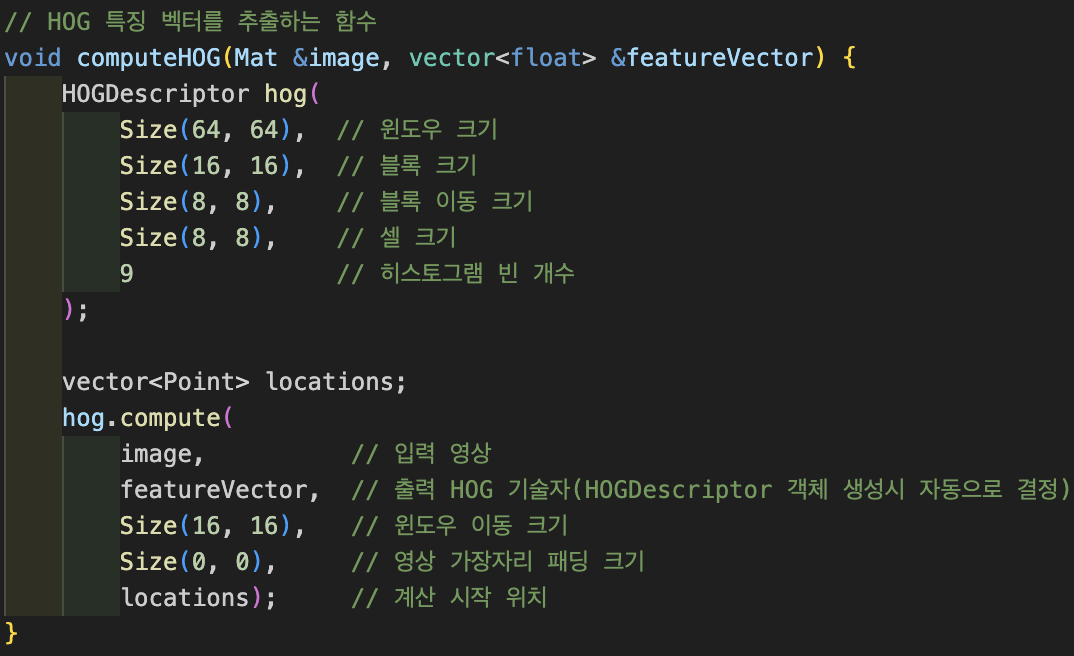 // HOG 특징 벡터를 추출하는 함수
void computeHOG(Mat &image, vector<float> &featureVector) {
    HOGDescriptor hog(
        Size(64, 64),  // 윈도우 크기
        Size(16, 16),  // 블록 크기
        Size(8, 8),    // 블록 이동 크기
        Size(8, 8),    // 셀 크기
        9              // 히스토그램 빈 개수
    );

    vector<Point> locations;
    hog.compute(
        image,          // 입력 영상
        featureVector,  // 출력 HOG 기술자(HOGDescriptor 객체 생성시 자동으로 결정)
        Size(16, 16),   // 윈도우 이동 크기
        Size(0, 0),     // 영상 가장자리 패딩 크기
        locations);     // 계산 시작 위치
}